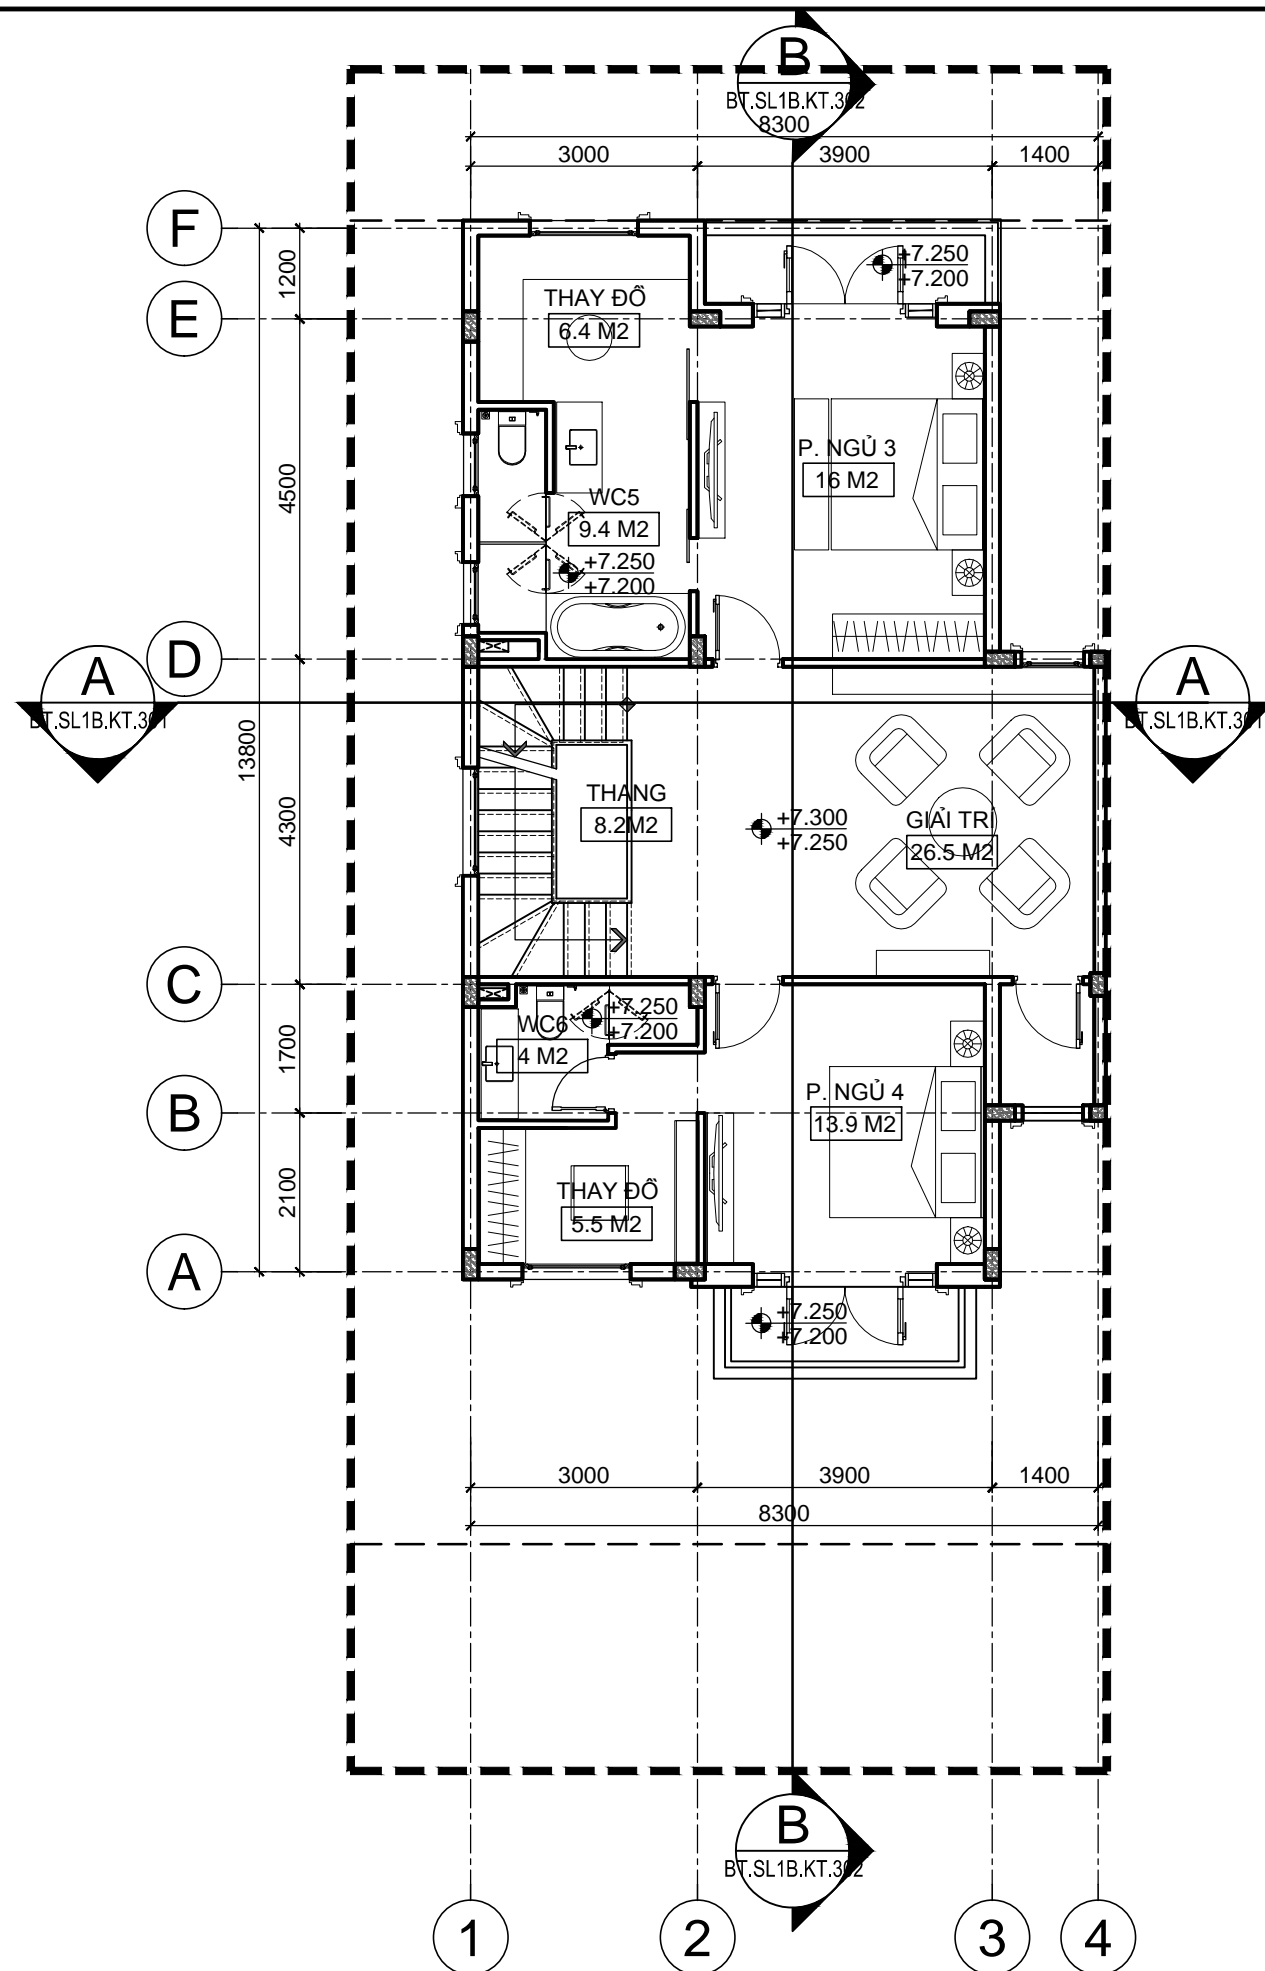 B
BT.SL1B.KT.302
8300
3000
3900
1400
F
1200
+7.250
+7.200
E
THAY ĐỒ
6.4 M2
4500
P. NGỦ 3
16 M2
WC5
9.4 M2
+7.250
+7.200
D
A
BT.SL1B.KT.301
A
BT.SL1B.KT.301
13800
4300
THANG
8.2M2
+7.300
+7.250
GIẢI TRÍ
26.5 M2
C
1700
WC6
4 M2
+7.250
+7.200
P. NGỦ 4
13.9 M2
B
2100
THAY ĐỒ
5.5 M2
A
+7.250
+7.200
3000
3900
1400
8300
B
BT.SL1B.KT.302
1
2
3
4